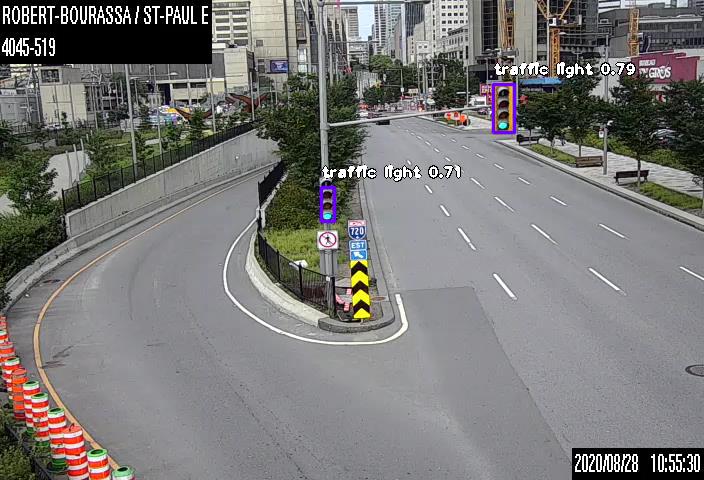 ROBERT-BOURASSA / ST-PAUL E
4045-519
traffic light 0.79
traffic light 0.71
720
EST
2020/08/28 10:55:30